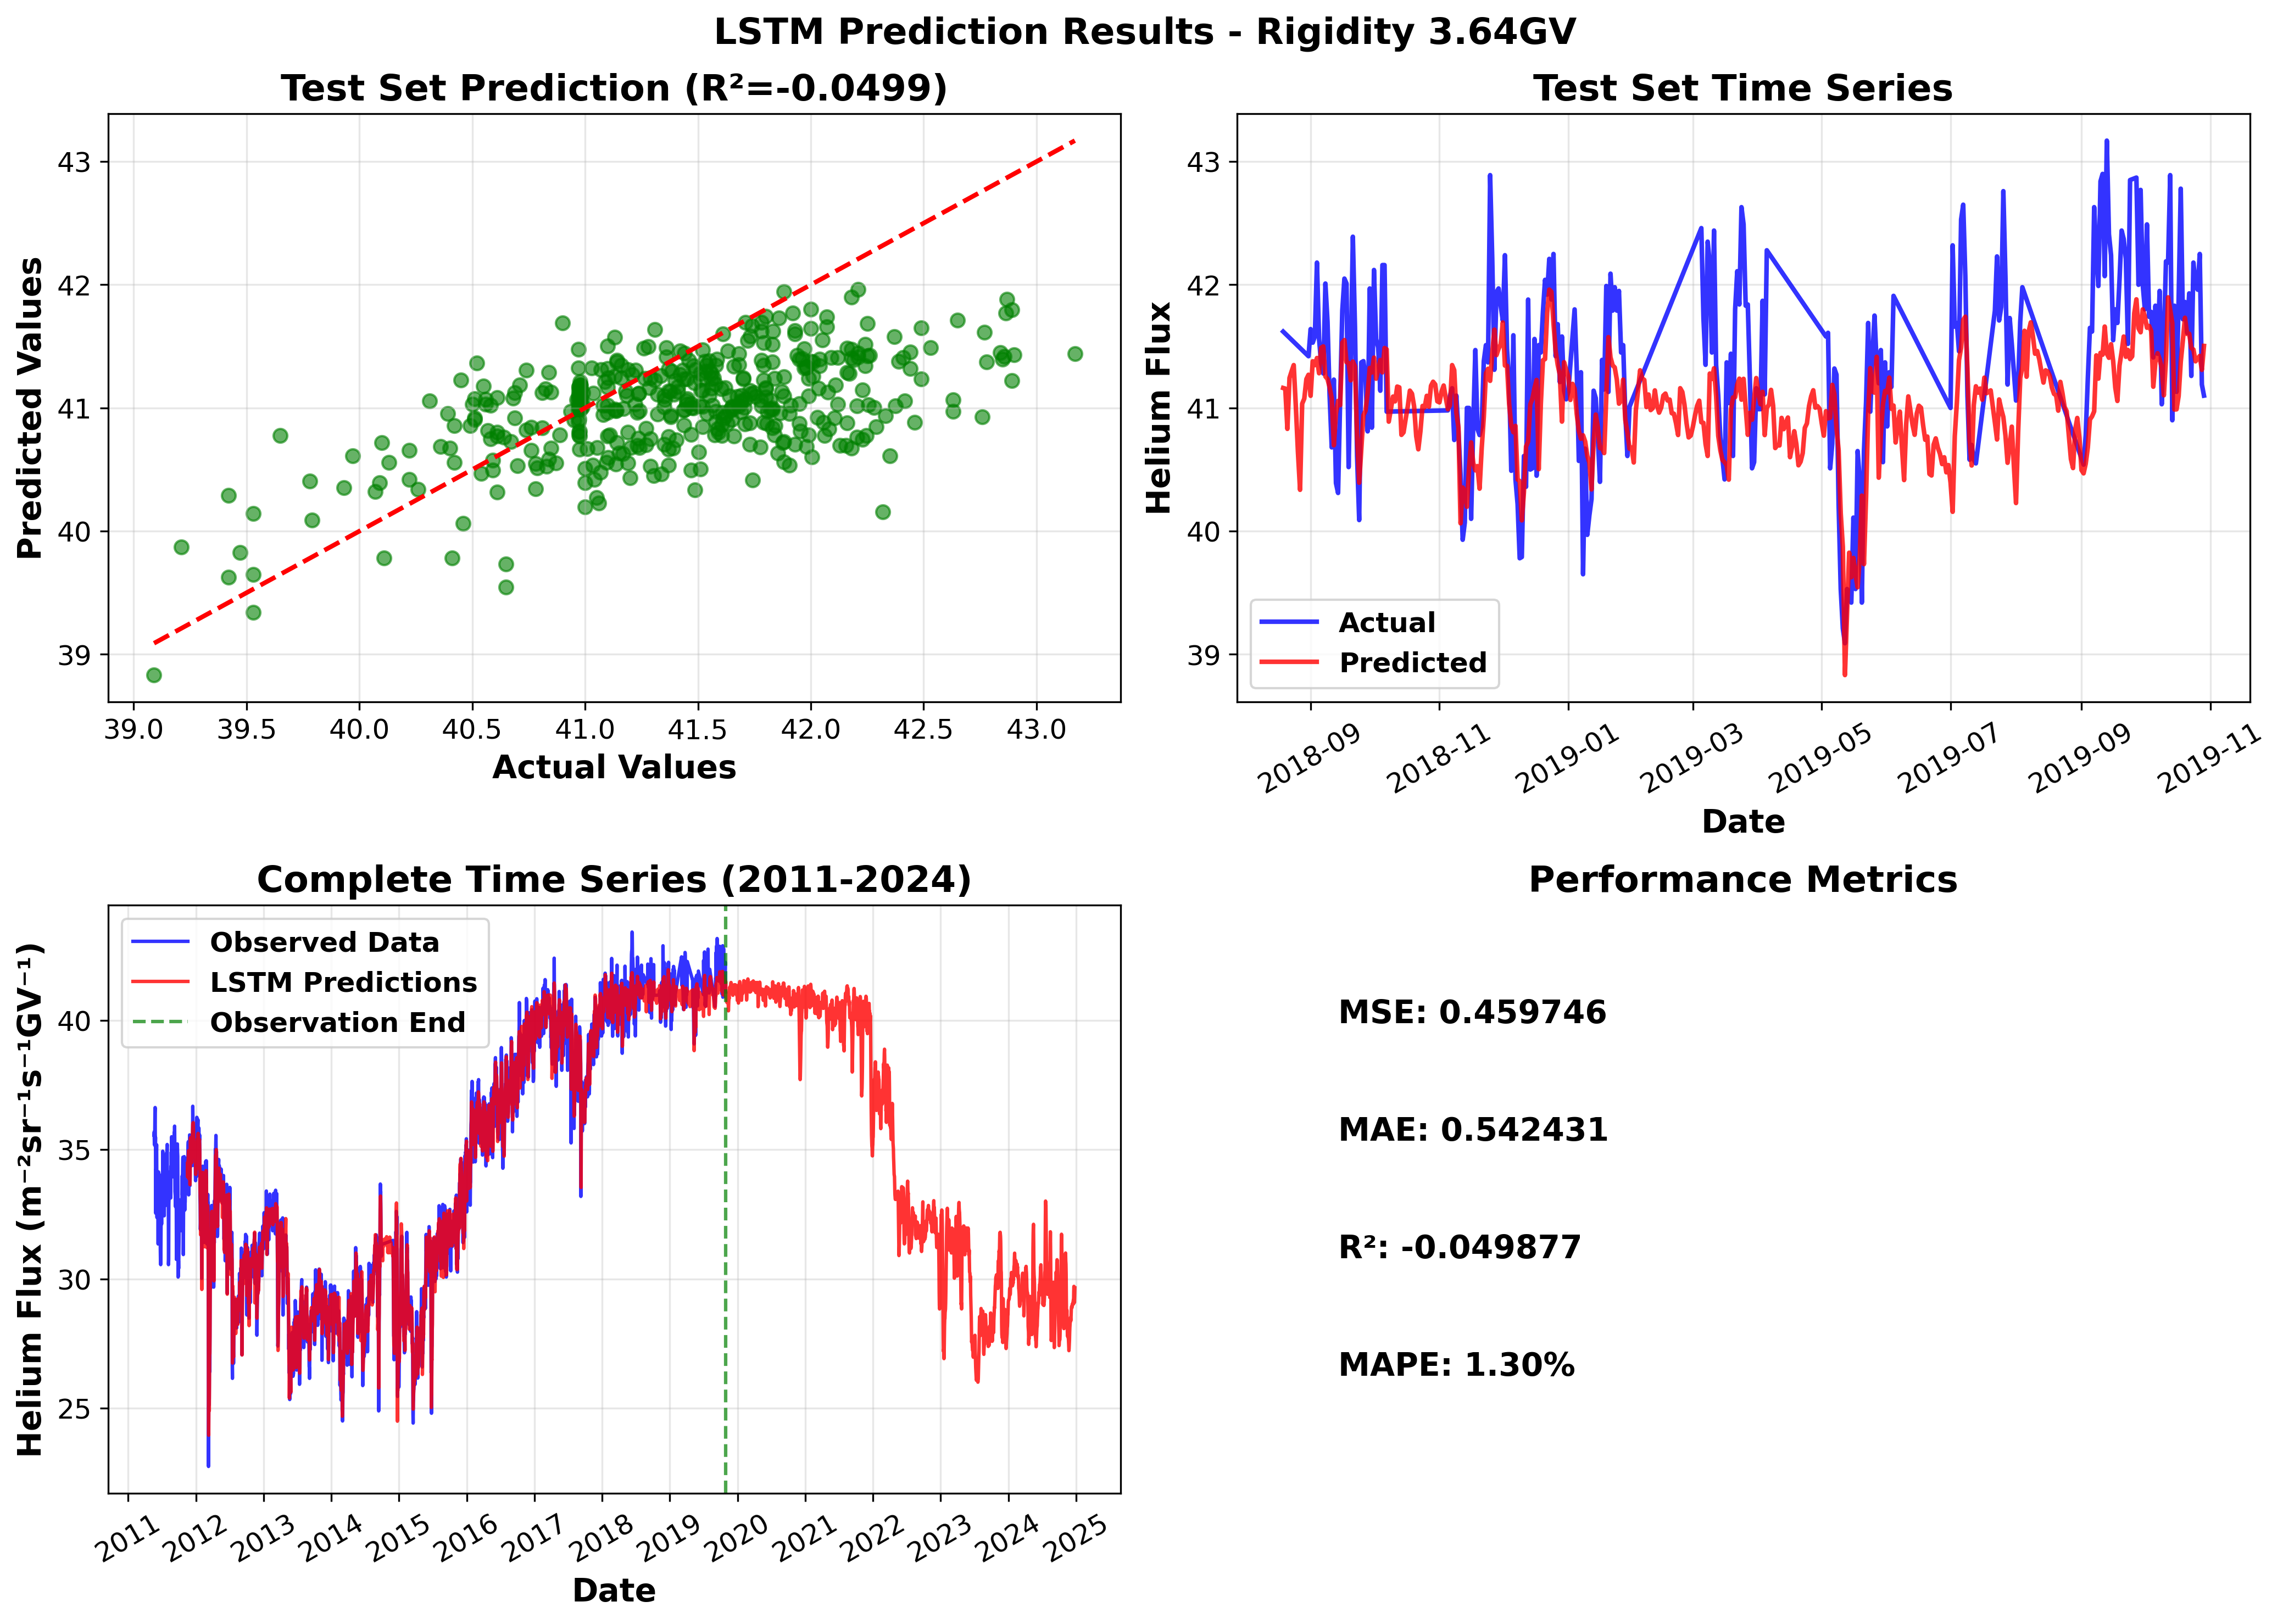 LSTM Prediction Results - Rigidity 3.64GV
Test Set Prediction (R²=-0.0499)
Predicted Values
43
42
41
40
39
39.0 39.5 40.0 40.5 41.0 41.5 42.0 42.5 43.0
Actual Values
Test Set Time Series
Helium Flux
43
42
41
40
39
Actual
Predicted
2018-09 2018-11 2019-01 2019-03 2019-05 2019-07 2019-09 2019-11
Date
Complete Time Series (2011-2024)
Helium Flux (m⁻²sr⁻¹s⁻¹GV⁻¹)
40
35
30
25
Observed Data
LSTM Predictions
Observation End
2011 2012 2013 2014 2015 2016 2017 2018 2019 2020 2021 2022 2023 2024 2025
Date
Performance Metrics
MSE: 0.459746
MAE: 0.542431
R²: -0.049877
MAPE: 1.30%